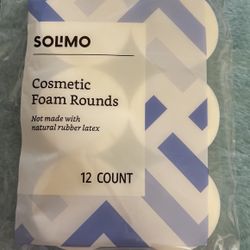 SOLIMO
Cosmetic
Foam Rounds
Not made with
natural rubber latex
12 COUNT